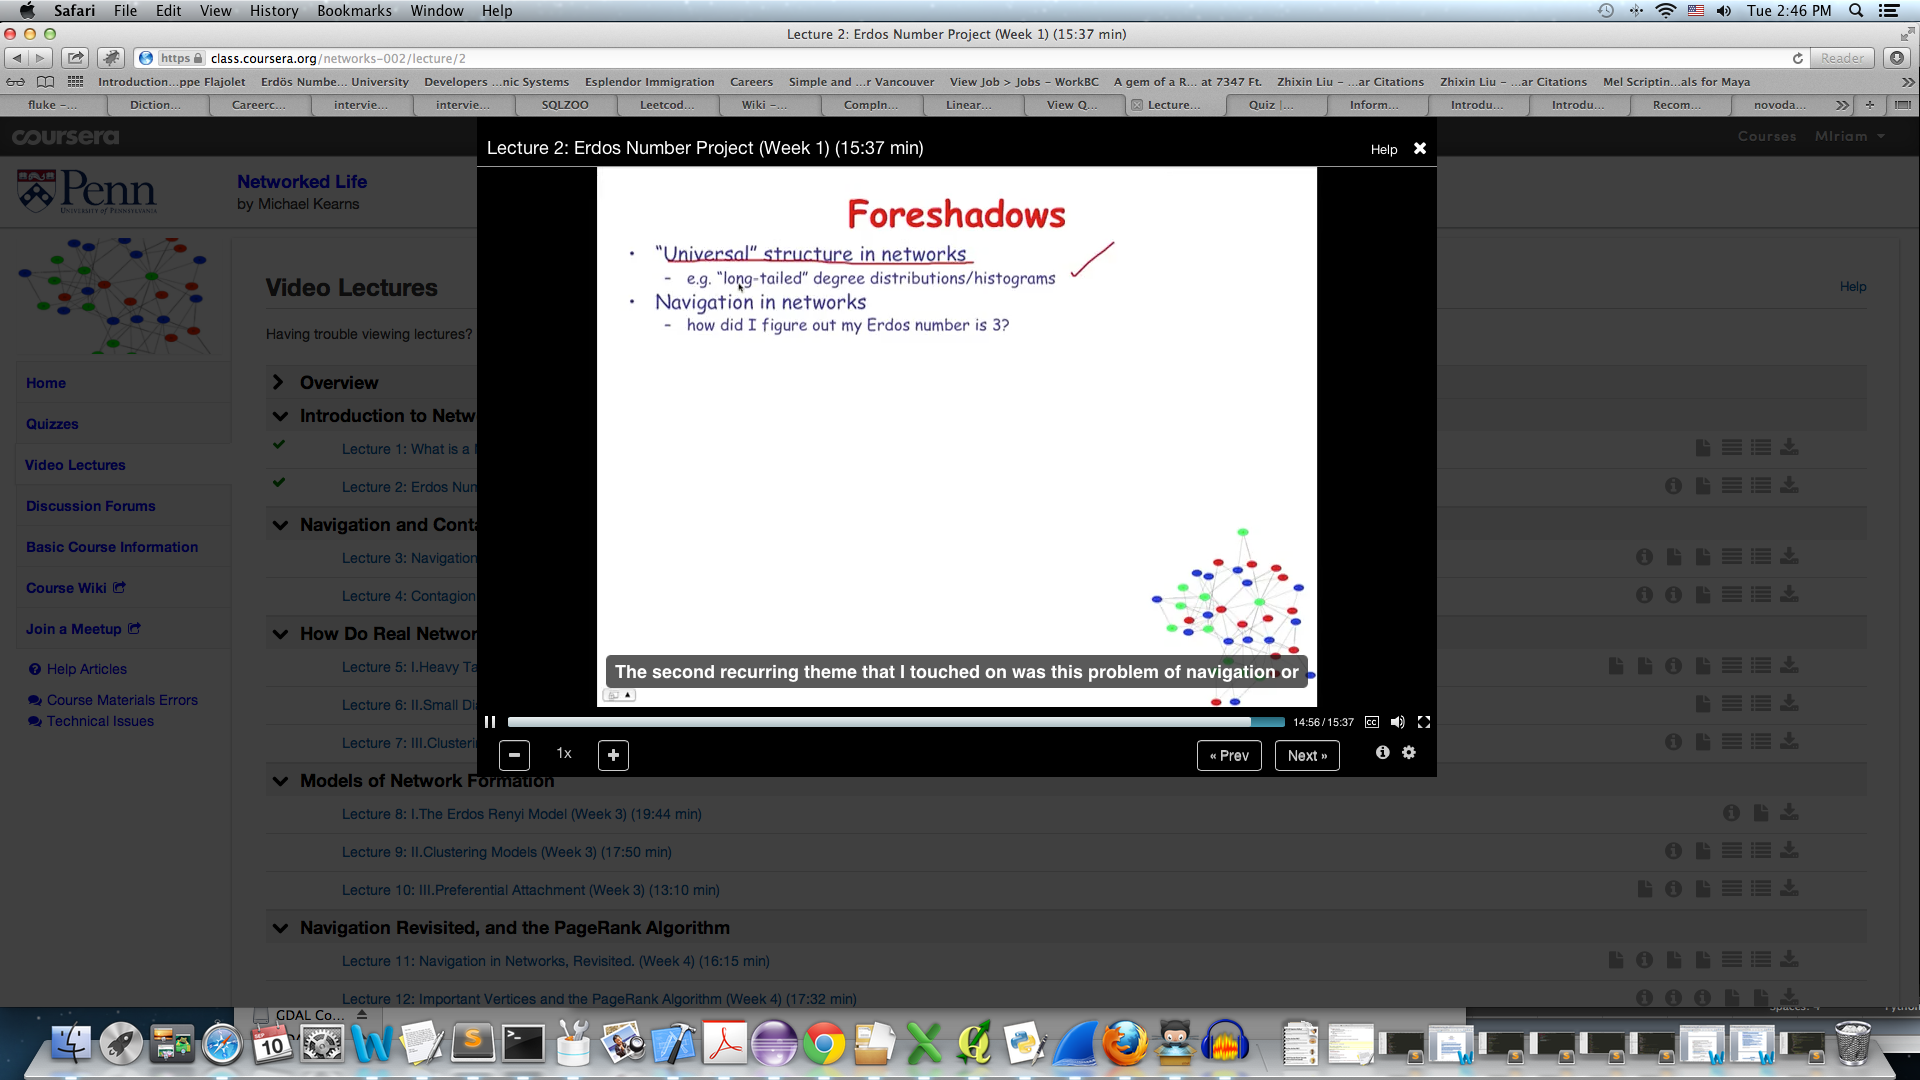 Safari File Edit View History Bookmarks Window Help Tue 2:46 PM
Lecture 2: Erdos Number Project (Week 1) (15:37 min)
https class.coursera.org/networks-002/lecture/2 Reader
Introduction...ppe Flajolet Erdös Numbe... University Developers ...nic Systems Esplendor Immigration Careers Simple and ...r Vancouver View Job > Jobs – WorkBC A gem of a R... at 7347 Ft. Zhixin Liu – ...ar Citations Zhixin Liu – ...ar Citations Mel Scriptin...als for Maya
fluke –... Diction... Careerc... intervie... intervie... SQLZOO Leetcod... Wiki –... CompIn... Linear... View Q... Lecture... Quiz |... Inform... Introdu... Introdu... Recom... novoda...
coursera Courses MIriam
Penn
UNIVERSITY OF PENNSYLVANIA
Networked Life
by Michael Kearns
Home
Quizzes
Video Lectures
Discussion Forums
Basic Course Information
Course Wiki
Join a Meetup
Help Articles
Course Materials Errors
Technical Issues
Video Lectures
Help
Having trouble viewing lectures?
Overview
Introduction to Netw
Lecture 1: What is a
Lecture 2: Erdos Num
Navigation and Conta
Lecture 3: Navigation
Lecture 4: Contagion
How Do Real Networ
Lecture 5: I.Heavy Ta
Lecture 6: II.Small Di
Lecture 7: III.Clusteri
Models of Network Formation
Lecture 8: I.The Erdos Renyi Model (Week 3) (19:44 min)
Lecture 9: II.Clustering Models (Week 3) (17:50 min)
Lecture 10: III.Preferential Attachment (Week 3) (13:10 min)
Navigation Revisited, and the PageRank Algorithm
Lecture 11: Navigation in Networks, Revisited. (Week 4) (16:15 min)
Lecture 12: Important Vertices and the PageRank Algorithm (Week 4) (17:32 min)
Lecture 2: Erdos Number Project (Week 1) (15:37 min) Help
Foreshadows
• "Universal" structure in networks
– e.g. "long-tailed" degree distributions/histograms
• Navigation in networks
– how did I figure out my Erdos number is 3?
The second recurring theme that I touched on was this problem of navigation or
14:56 / 15:37 CC
1x « Prev Next »
GDAL Co...
SEP
10